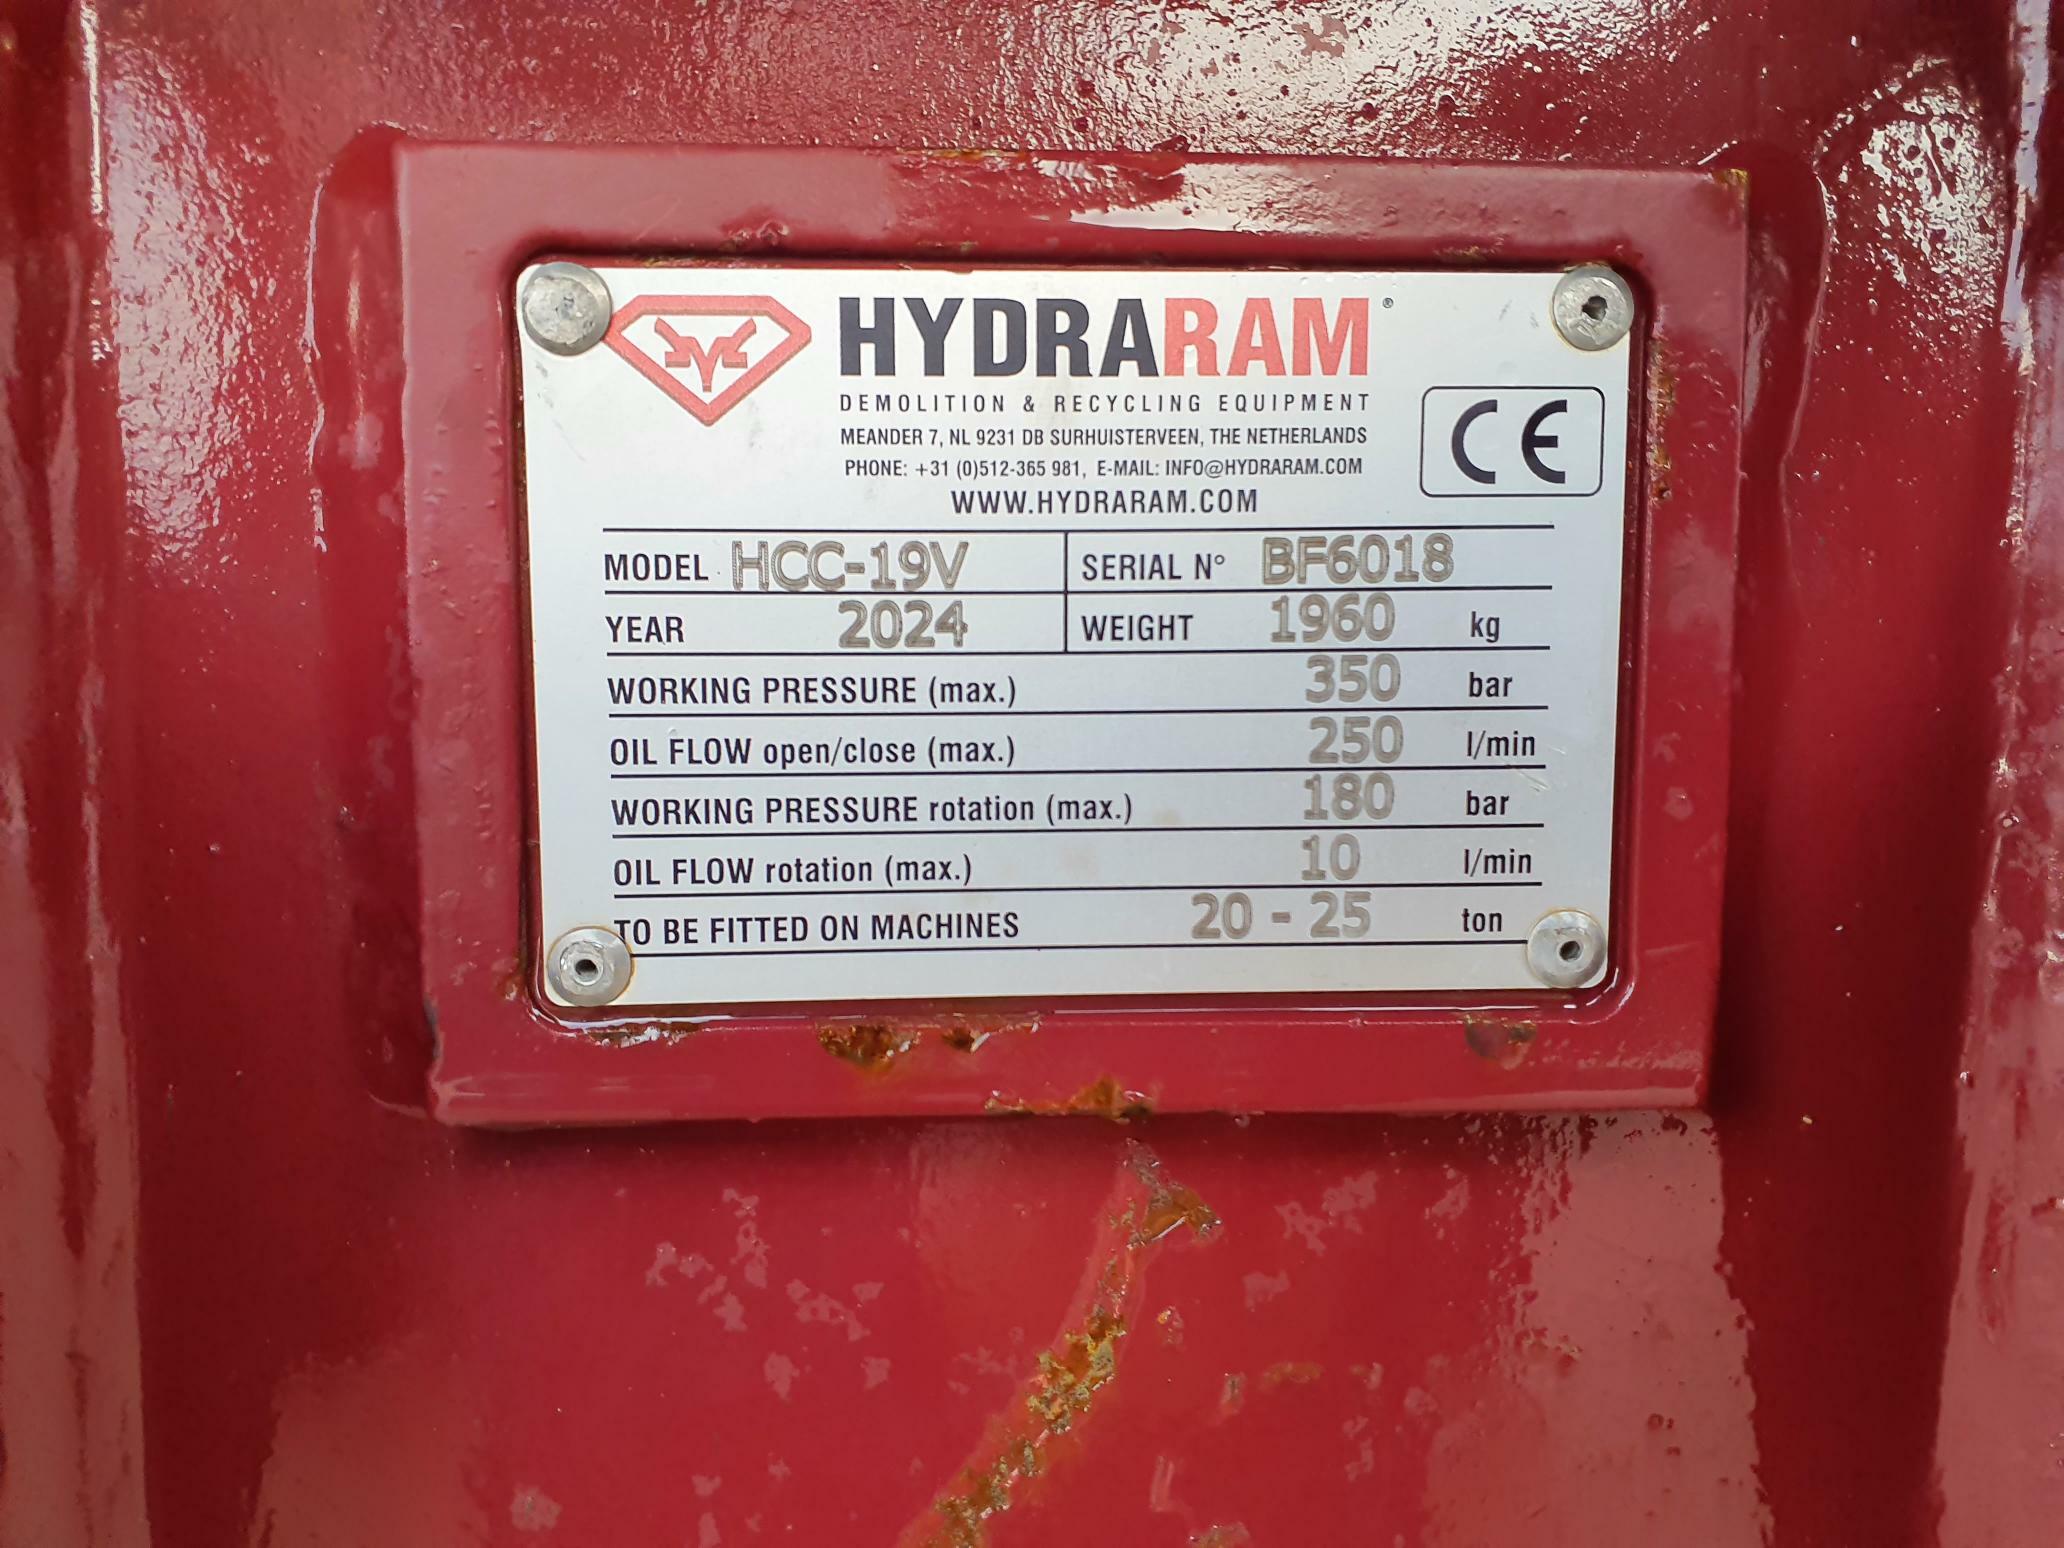 HYDRARAM®
DEMOLITION & RECYCLING EQUIPMENT
MEANDER 7, NL 9231 DB SURHUISTERVEEN, THE NETHERLANDS
PHONE: +31 (0)512-365 981, E-MAIL: INFO@HYDRARAM.COM
WWW.HYDRARAM.COM
CE
MODEL HCC-19V SERIAL N° BF6018
YEAR 2024 WEIGHT 1960 kg
WORKING PRESSURE (max.) 350 bar
OIL FLOW open/close (max.) 250 l/min
WORKING PRESSURE rotation (max.) 180 bar
OIL FLOW rotation (max.) 10 l/min
TO BE FITTED ON MACHINES 20 - 25 ton